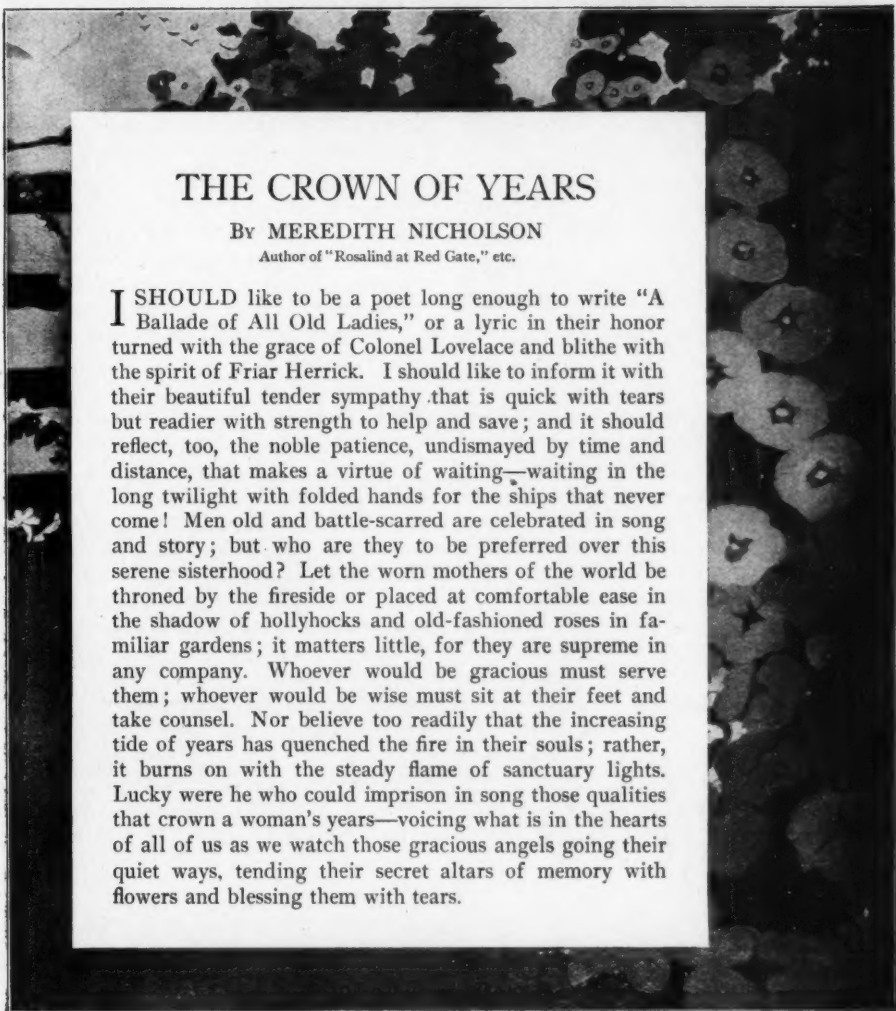 THE CROWN OF YEARS
By MEREDITH NICHOLSON
Author of "Rosalind at Red Gate," etc.
I SHOULD like to be a poet long enough to write "A
Ballade of All Old Ladies," or a lyric in their honor
turned with the grace of Colonel Lovelace and blithe with
the spirit of Friar Herrick. I should like to inform it with
their beautiful tender sympathy that is quick with tears
but readier with strength to help and save; and it should
reflect, too, the noble patience, undismayed by time and
distance, that makes a virtue of waiting—waiting in the
long twilight with folded hands for the ships that never
come! Men old and battle-scarred are celebrated in song
and story; but who are they to be preferred over this
serene sisterhood? Let the worn mothers of the world be
throned by the fireside or placed at comfortable ease in
the shadow of hollyhocks and old-fashioned roses in fa-
miliar gardens; it matters little, for they are supreme in
any company. Whoever would be gracious must serve
them; whoever would be wise must sit at their feet and
take counsel. Nor believe too readily that the increasing
tide of years has quenched the fire in their souls; rather,
it burns on with the steady flame of sanctuary lights.
Lucky were he who could imprison in song those qualities
that crown a woman's years—voicing what is in the hearts
of all of us as we watch those gracious angels going their
quiet ways, tending their secret altars of memory with
flowers and blessing them with tears.